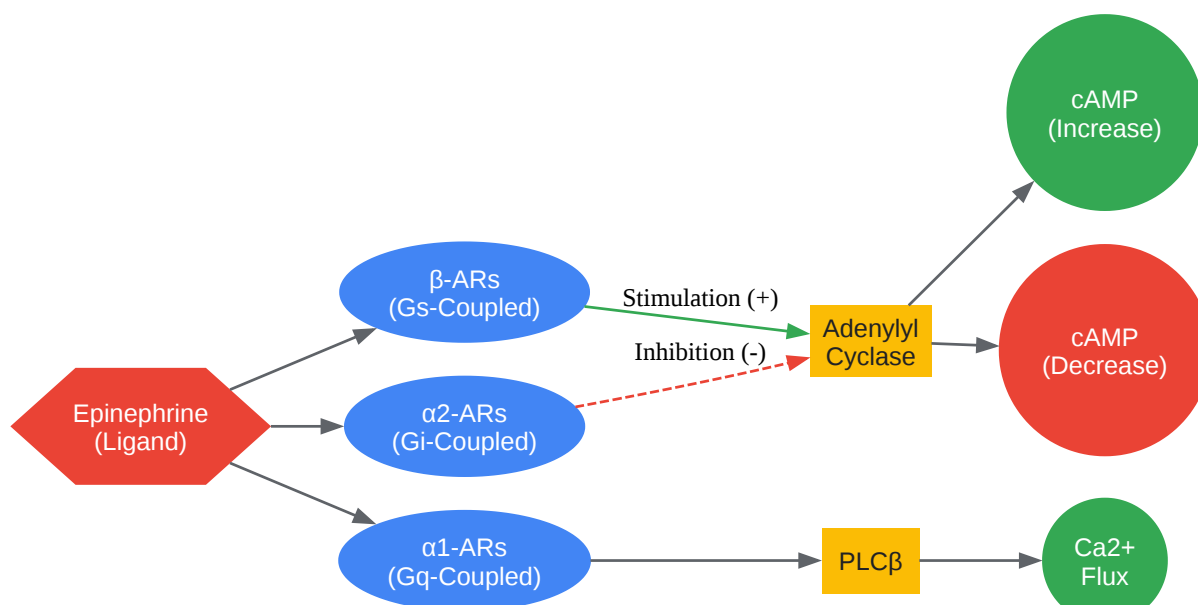 Epinephrine
(Ligand)
β-ARs
(Gs-Coupled)
α2-ARs
(Gi-Coupled)
α1-ARs
(Gq-Coupled)
Stimulation (+)
Inhibition (-)
Adenylyl
Cyclase
PLCβ
cAMP
(Increase)
cAMP
(Decrease)
Ca2+
Flux